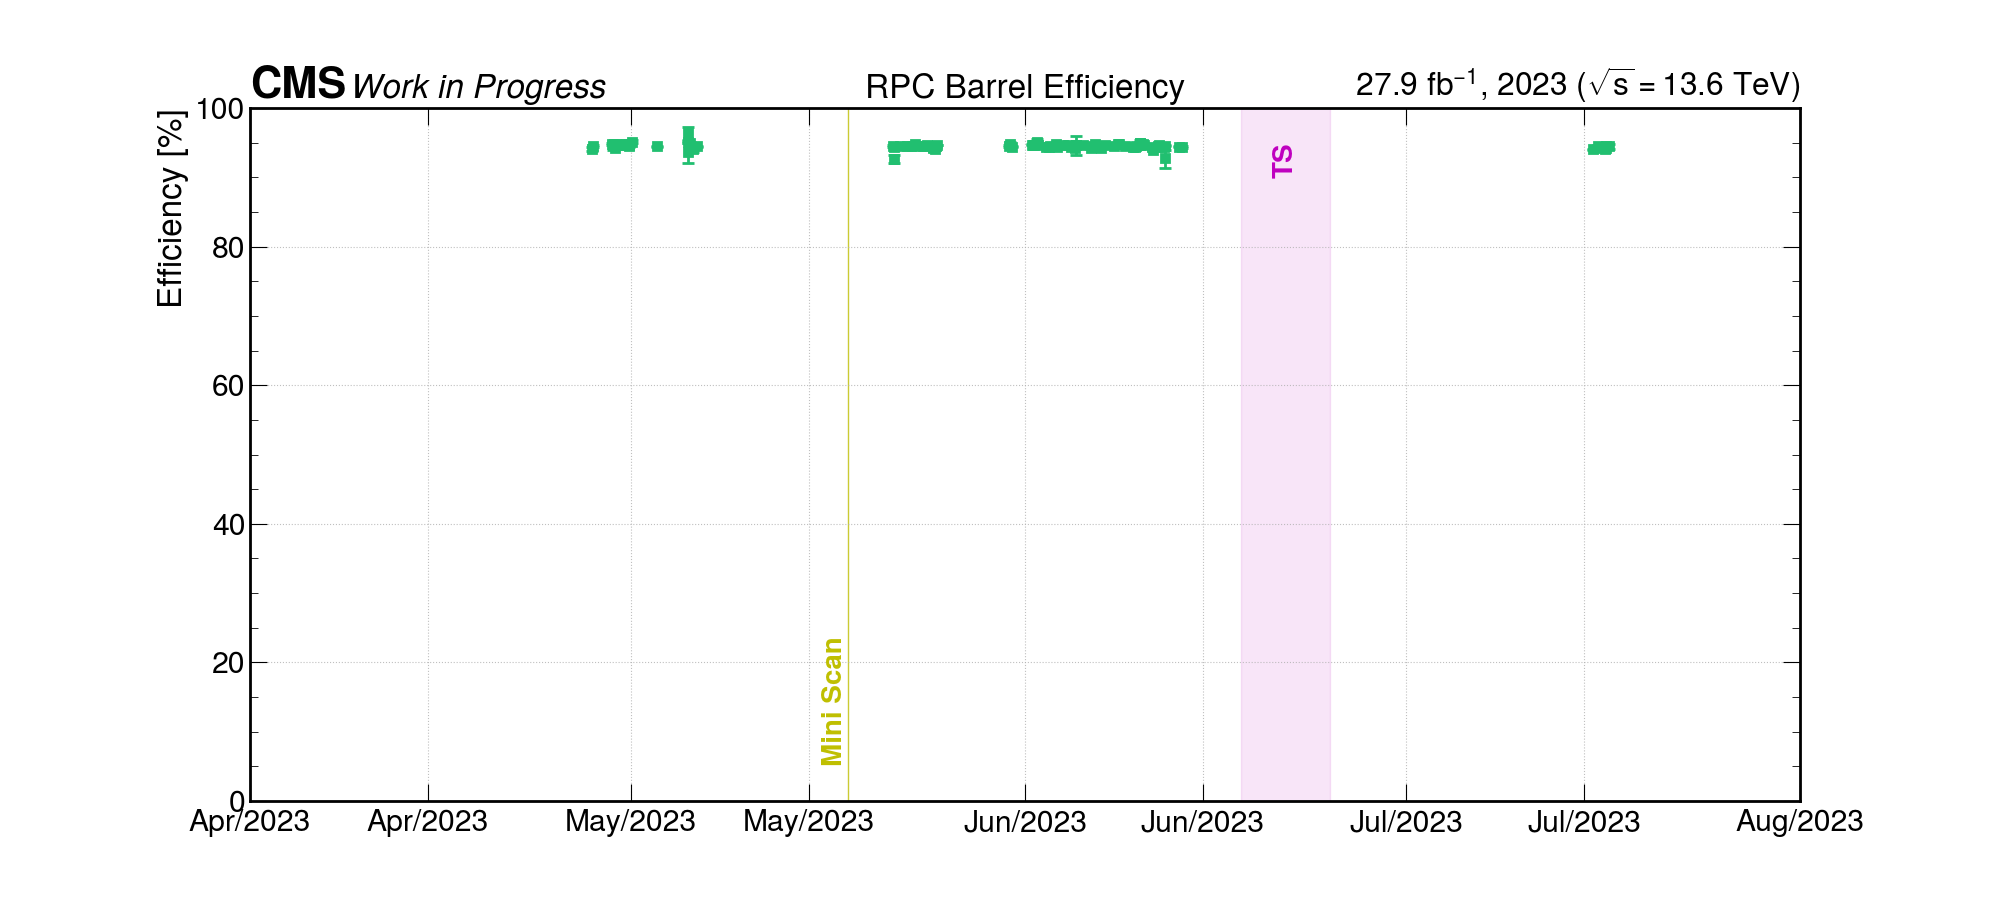 CMS Work in Progress RPC Barrel Efficiency 27.9 fb⁻¹, 2023 (√s = 13.6 TeV)
Efficiency [%]
100
80
60
40
20
0
TS
Mini Scan
Apr/2023 Apr/2023 May/2023 May/2023 Jun/2023 Jun/2023 Jul/2023 Jul/2023 Aug/2023